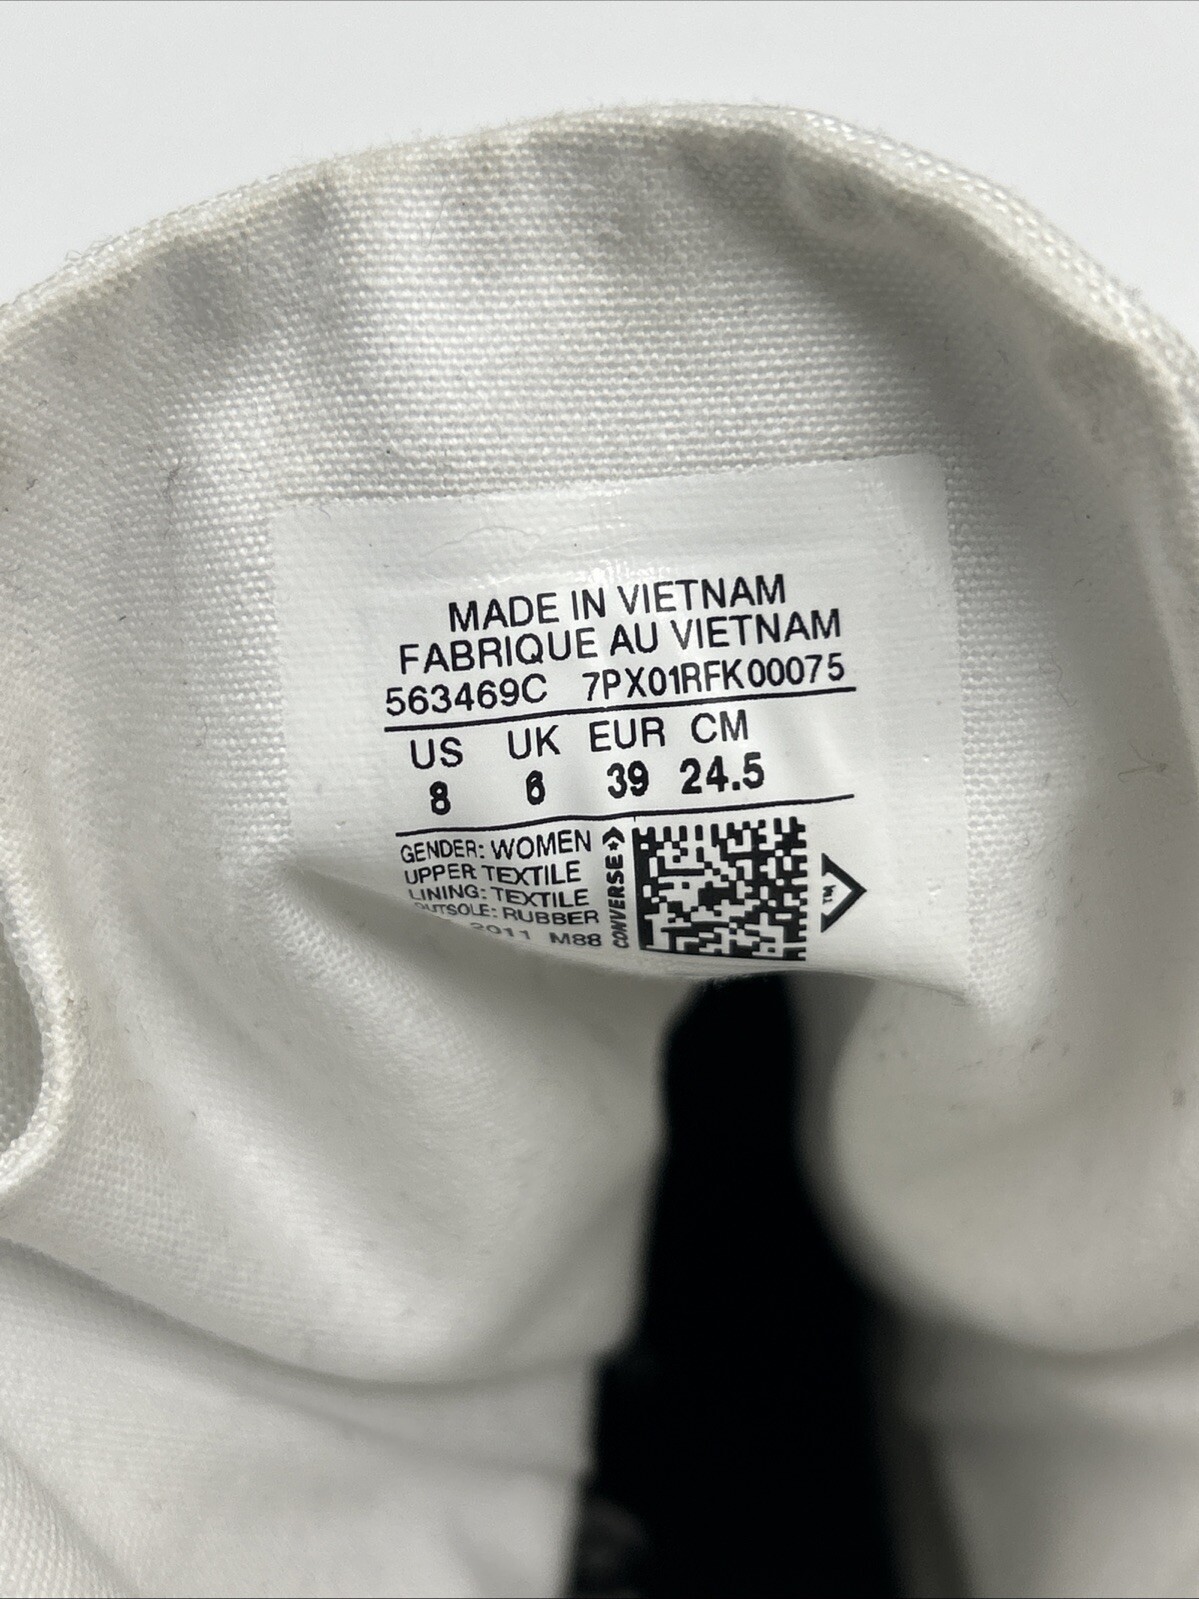 MADE IN VIETNAM
FABRIQUE AU VIETNAM
563469C 7PX01RFK00075
US UK EUR CM
8 6 39 24.5
GENDER: WOMEN
UPPER: TEXTILE
LINING: TEXTILE
OUTSOLE: RUBBER
2011 M88
CONVERSE